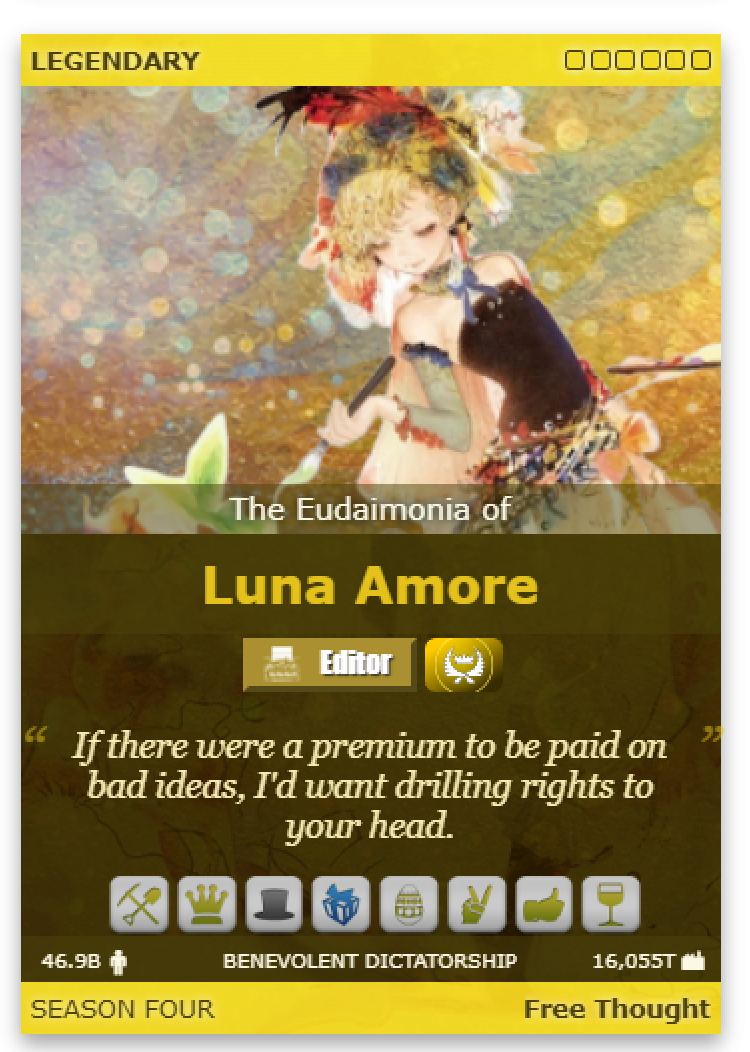 LEGENDARY
The Eudaimonia of
Luna Amore
Editor
“ If there were a premium to be paid on ”
bad ideas, I'd want drilling rights to
your head.
46.9B BENEVOLENT DICTATORSHIP 16,055T
SEASON FOUR Free Thought